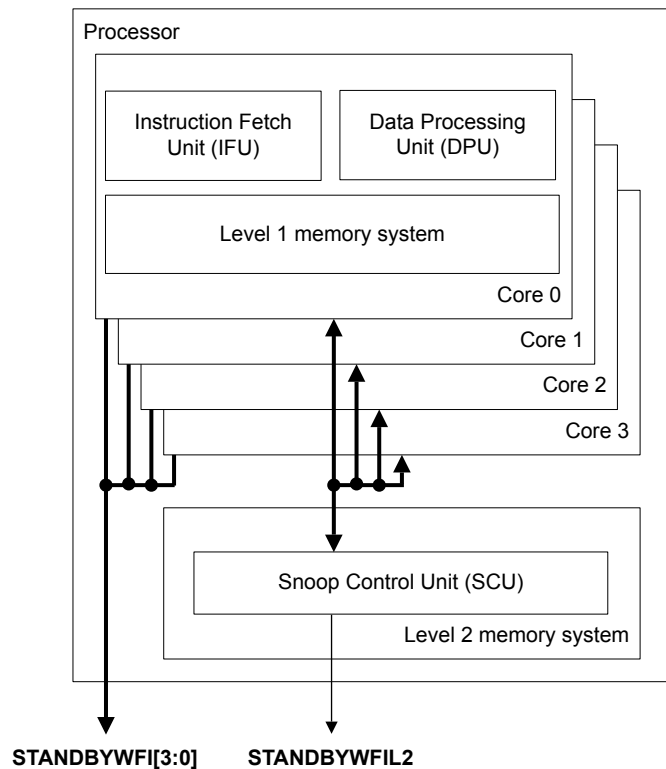 Processor
Instruction Fetch
Unit (IFU)
Data Processing
Unit (DPU)
Level 1 memory system
Core 0
Core 1
Core 2
Core 3
Snoop Control Unit (SCU)
Level 2 memory system
STANDBYWFI[3:0]
STANDBYWFIL2